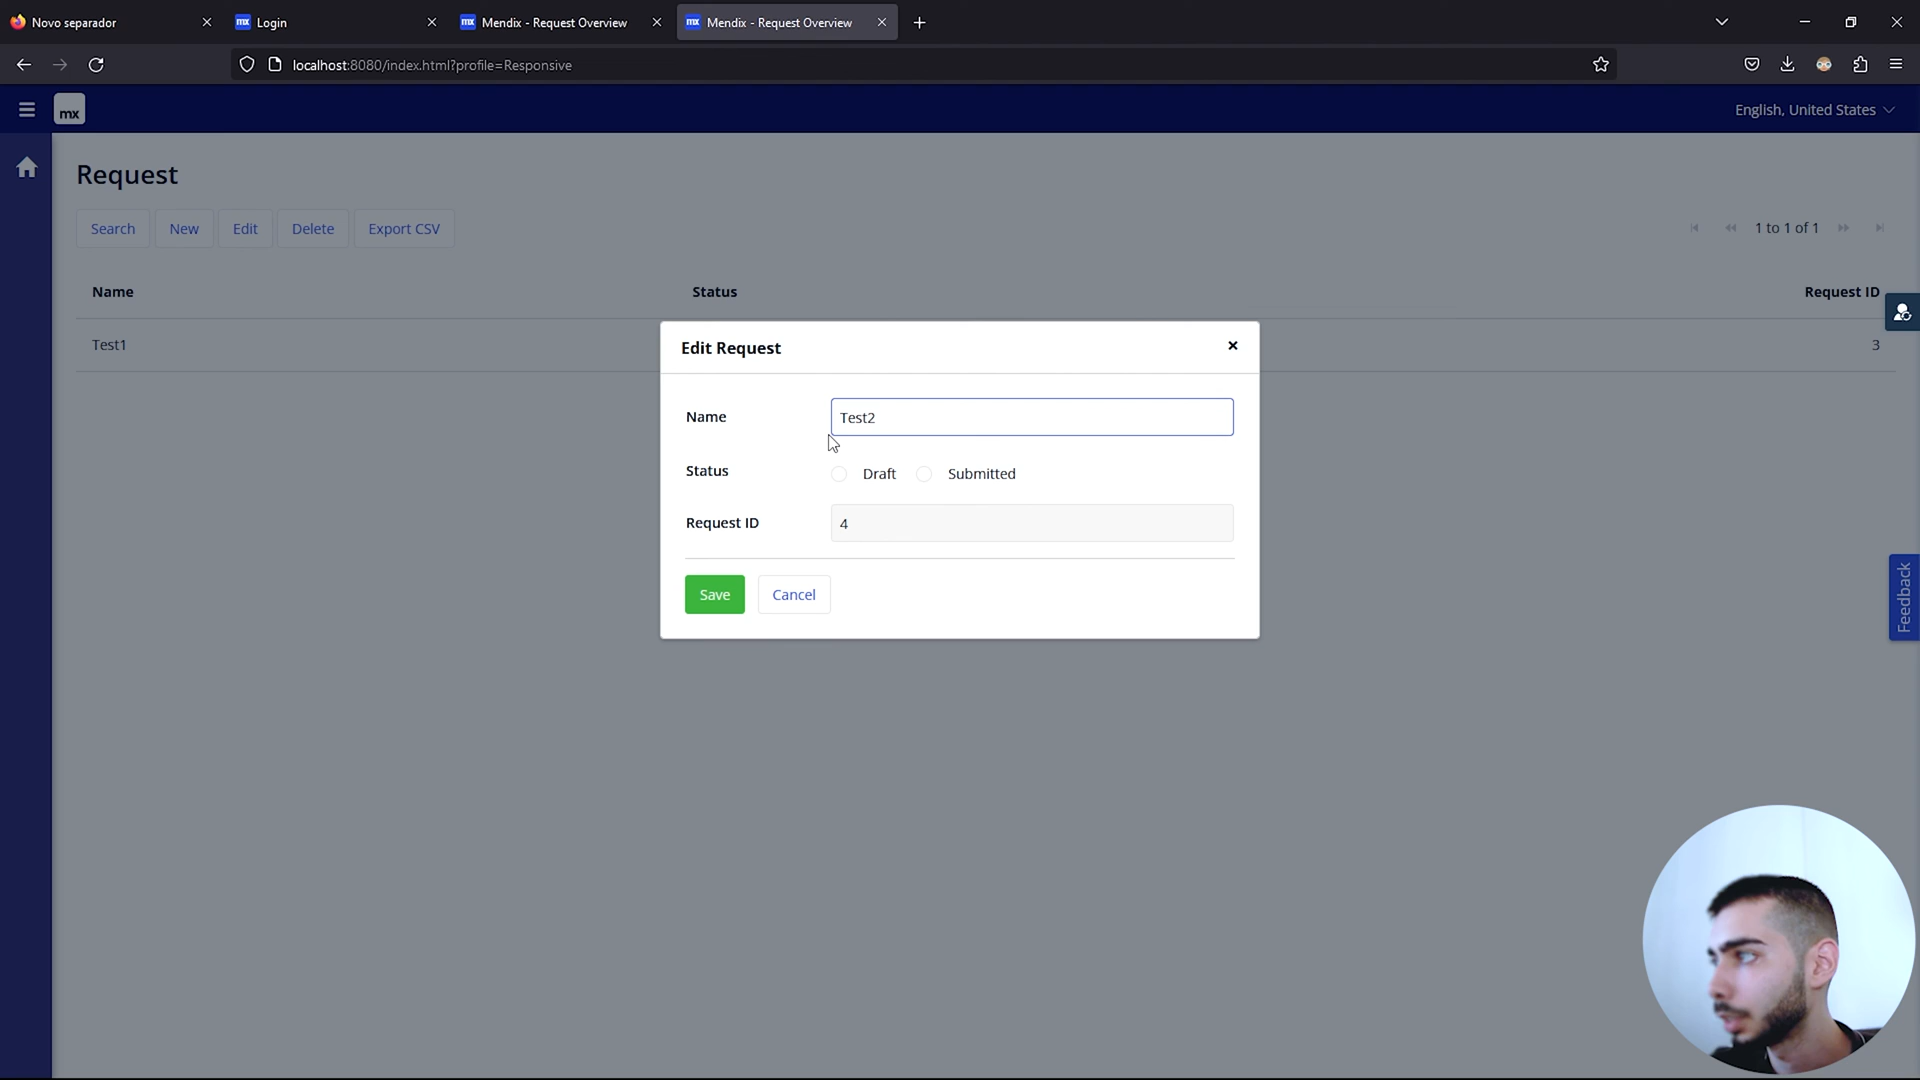 Novo separador
Login
Mendix - Request Overview
Mendix - Request Overview
localhost:8080/index.html?profile=Responsive
mx
English, United States
Request
Search
New
Edit
Delete
Export CSV
1 to 1 of 1
Name
Status
Request ID
Test1
3
Edit Request
Name
Test2
Status
Draft
Submitted
Request ID
4
Save
Cancel
Feedback